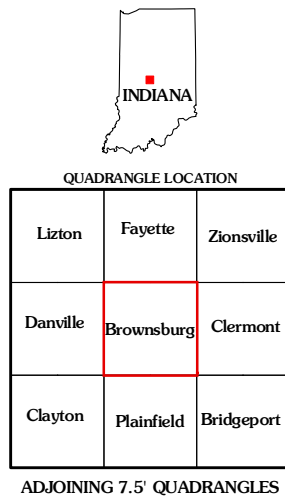 INDIANA
QUADRANGLE LOCATION
Lizton Fayette Zionsville
Danville Brownsburg Clermont
Clayton Plainfield Bridgeport
ADJOINING 7.5' QUADRANGLES